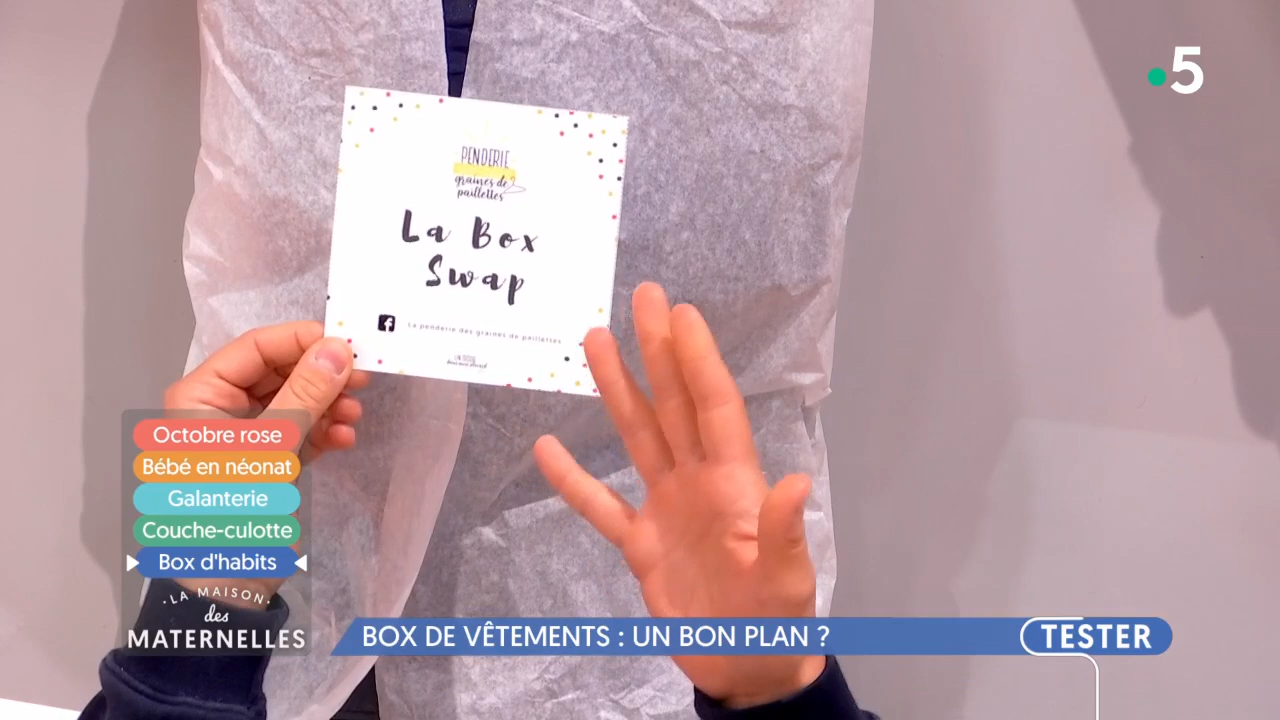 5
PENDERIE
graines de
paillettes
La Box
Swap
La penderie des graines de paillettes
Octobre rose
Bébé en néonat
Galanterie
Couche-culotte
Box d'habits
LA MAISON
des
MATERNELLES
BOX DE VÊTEMENTS : UN BON PLAN ?
TESTER